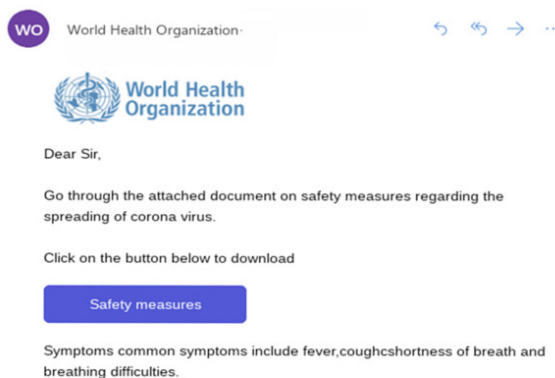 WO World Health Organization·
World Health
Organization
Dear Sir,
Go through the attached document on safety measures regarding the
spreading of corona virus.
Click on the button below to download
Safety measures
Symptoms common symptoms include fever,coughcshortness of breath and
breathing difficulties.